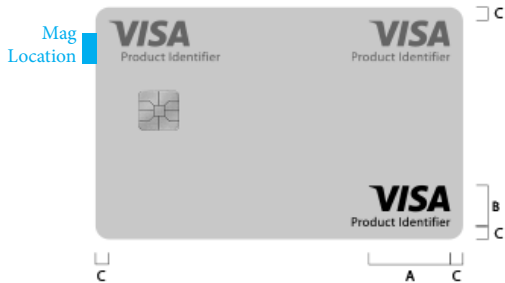 VISA
Product Identifier
VISA
Product Identifier
C
Mag
Location
VISA
Product Identifier
B
C
C
A
C